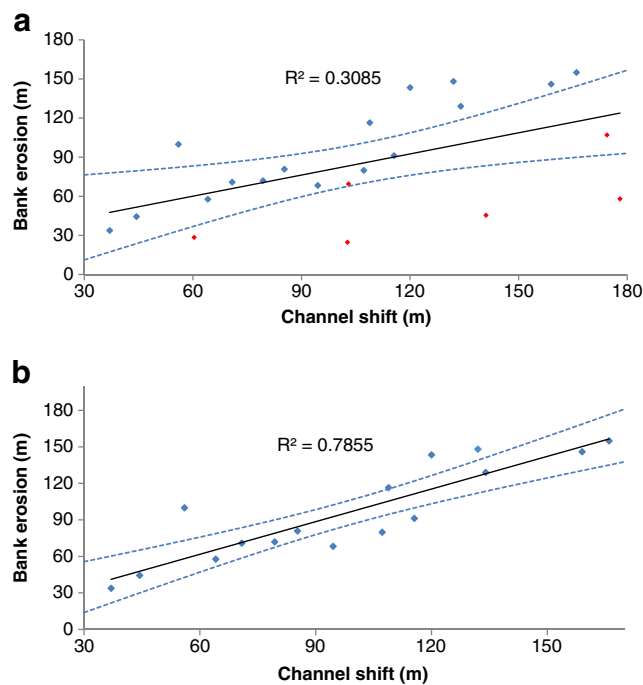 a
180
150
120
90
60
30
0
Bank erosion (m)
R² = 0.3085
30 60 90 120 150 180
Channel shift (m)
b
180
150
120
90
60
30
0
Bank erosion (m)
R² = 0.7855
30 60 90 120 150
Channel shift (m)